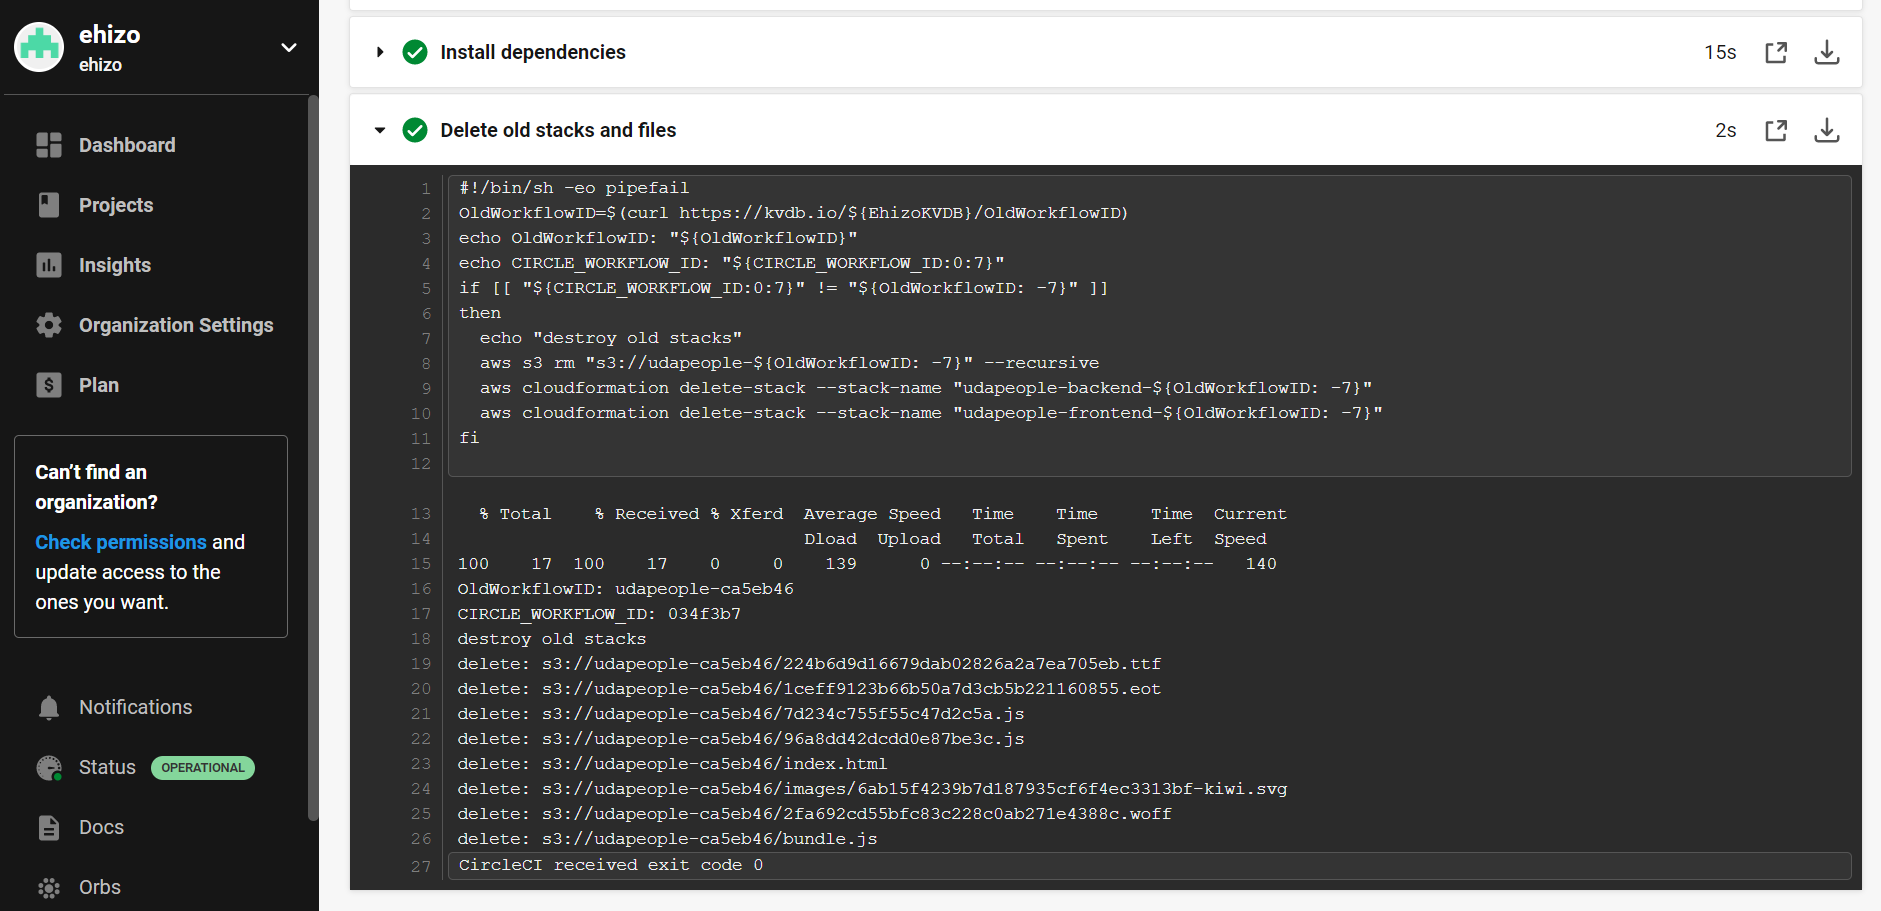 ehizo
ehizo
Dashboard
Projects
Insights
Organization Settings
Plan
Can't find an
organization?
Check permissions and
update access to the
ones you want.
Notifications
Status OPERATIONAL
Docs
Orbs
Install dependencies 15s
Delete old stacks and files 2s
1 #!/bin/sh -eo pipefail
2 OldWorkflowID=$(curl https://kvdb.io/${EhizoKVDB}/OldWorkflowID)
3 echo OldWorkflowID: "${OldWorkflowID}"
4 echo CIRCLE_WORKFLOW_ID: "${CIRCLE_WORKFLOW_ID:0:7}"
5 if [[ "${CIRCLE_WORKFLOW_ID:0:7}" != "${OldWorkflowID: -7}" ]]
6 then
7 echo "destroy old stacks"
8 aws s3 rm "s3://udapeople-${OldWorkflowID: -7}" --recursive
9 aws cloudformation delete-stack --stack-name "udapeople-backend-${OldWorkflowID: -7}"
10 aws cloudformation delete-stack --stack-name "udapeople-frontend-${OldWorkflowID: -7}"
11 fi
12
13 % Total % Received % Xferd Average Speed Time Time Time Current
14 Dload Upload Total Spent Left Speed
15 100 17 100 17 0 0 139 0 --:--:-- --:--:-- --:--:-- 140
16 OldWorkflowID: udapeople-ca5eb46
17 CIRCLE_WORKFLOW_ID: 034f3b7
18 destroy old stacks
19 delete: s3://udapeople-ca5eb46/224b6d9d16679dab02826a2a7ea705eb.ttf
20 delete: s3://udapeople-ca5eb46/1ceff9123b66b50a7d3cb5b221160855.eot
21 delete: s3://udapeople-ca5eb46/7d234c755f55c47d2c5a.js
22 delete: s3://udapeople-ca5eb46/96a8dd42dcdd0e87be3c.js
23 delete: s3://udapeople-ca5eb46/index.html
24 delete: s3://udapeople-ca5eb46/images/6ab15f4239b7d187935cf6f4ec3313bf-kiwi.svg
25 delete: s3://udapeople-ca5eb46/2fa692cd55bfc83c228c0ab271e4388c.woff
26 delete: s3://udapeople-ca5eb46/bundle.js
27 CircleCI received exit code 0